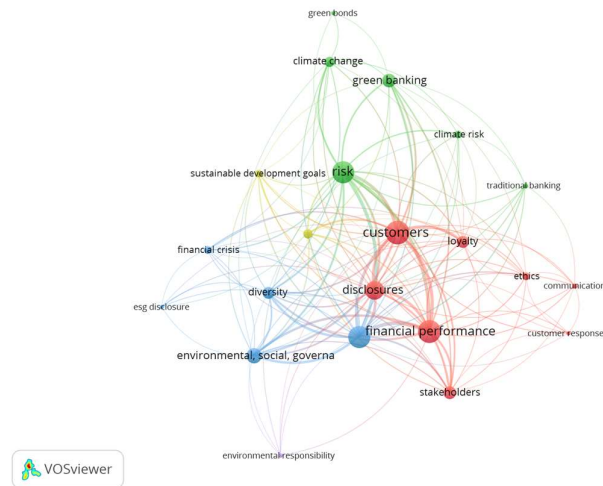 green bonds
climate change
green banking
climate risk
risk
sustainable development goals
traditional banking
customers
loyalty
financial crisis
ethics
communication
disclosures
diversity
esg disclosure
financial performance
customer response
environmental, social, governa
stakeholders
environmental responsibility
VOSviewer